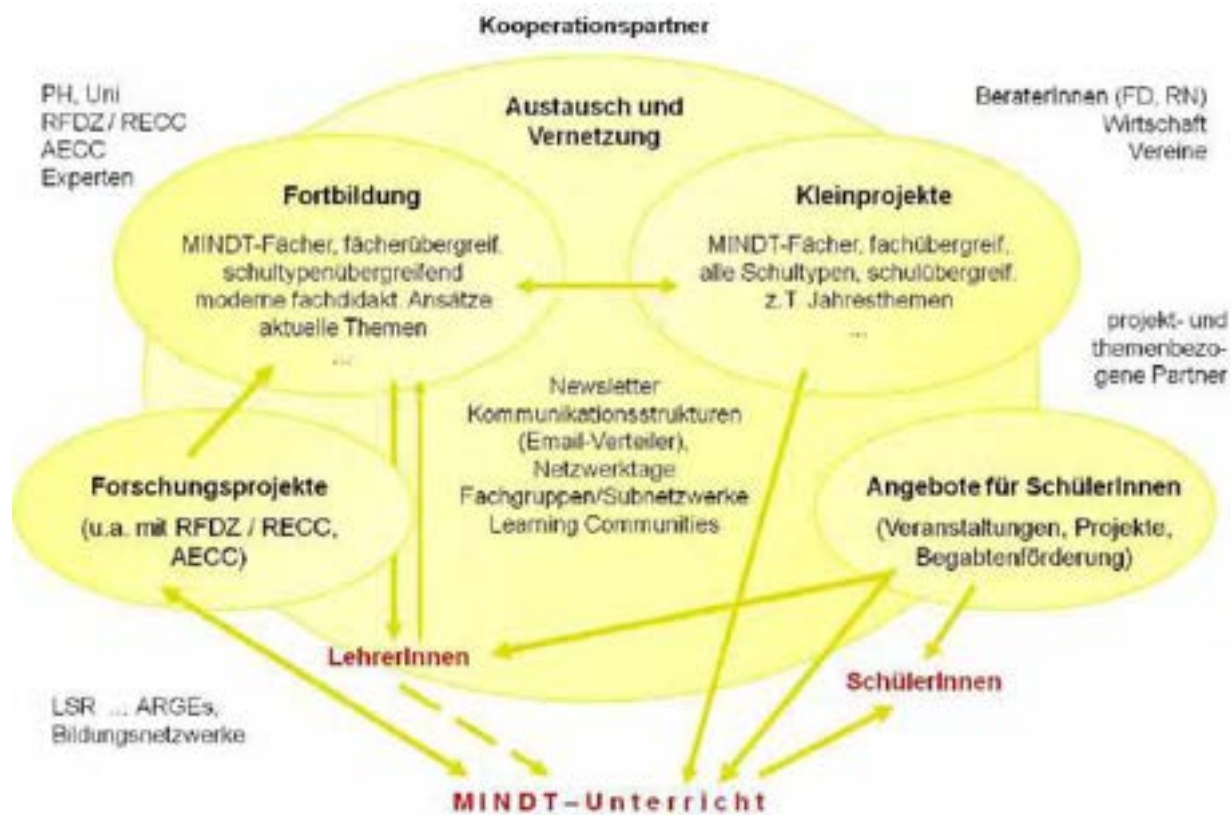 Kooperationspartner
PH, Uni
RFDZ / RECC
AECC
Experten
Austausch und
Vernetzung
BeraterInnen (FD, RN)
Wirtschaft
Vereine
Fortbildung
MINDT-Fächer, fächerübergreif.
schultypenübergreifend
moderne fachdidakt. Ansätze
aktuelle Themen
...
Kleinprojekte
MINDT-Fächer, fachübergreif.
alle Schultypen, schulübergreif.
z.T. Jahresthemen
...
projekt- und
themenbezo-
gene Partner
Newsletter
Kommunikationsstrukturen
(Email-Verteiler),
Netzwerktage
Fachgruppen/Subnetzwerke
Learning Communities
Forschungsprojekte
(u.a. mit RFDZ / RECC,
AECC)
Angebote für SchülerInnen
(Veranstaltungen, Projekte,
Begabtenförderung)
LehrerInnen
SchülerInnen
LSR ... ARGEs,
Bildungsnetzwerke
MINDT–Unterricht